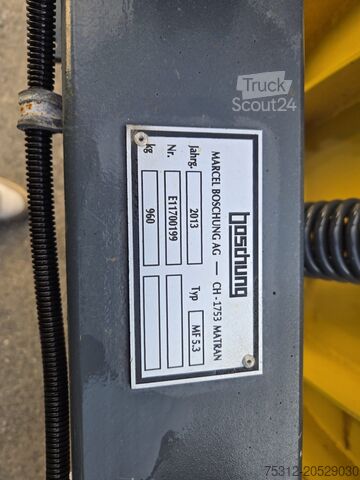 Truck
Scout24
boschung
MARCEL BOSCHUNG AG — CH - 1753 MATRAN
Jahrg. 2013 Typ MF 5.3
Nr. E11700199
kg 960
75312-20529030